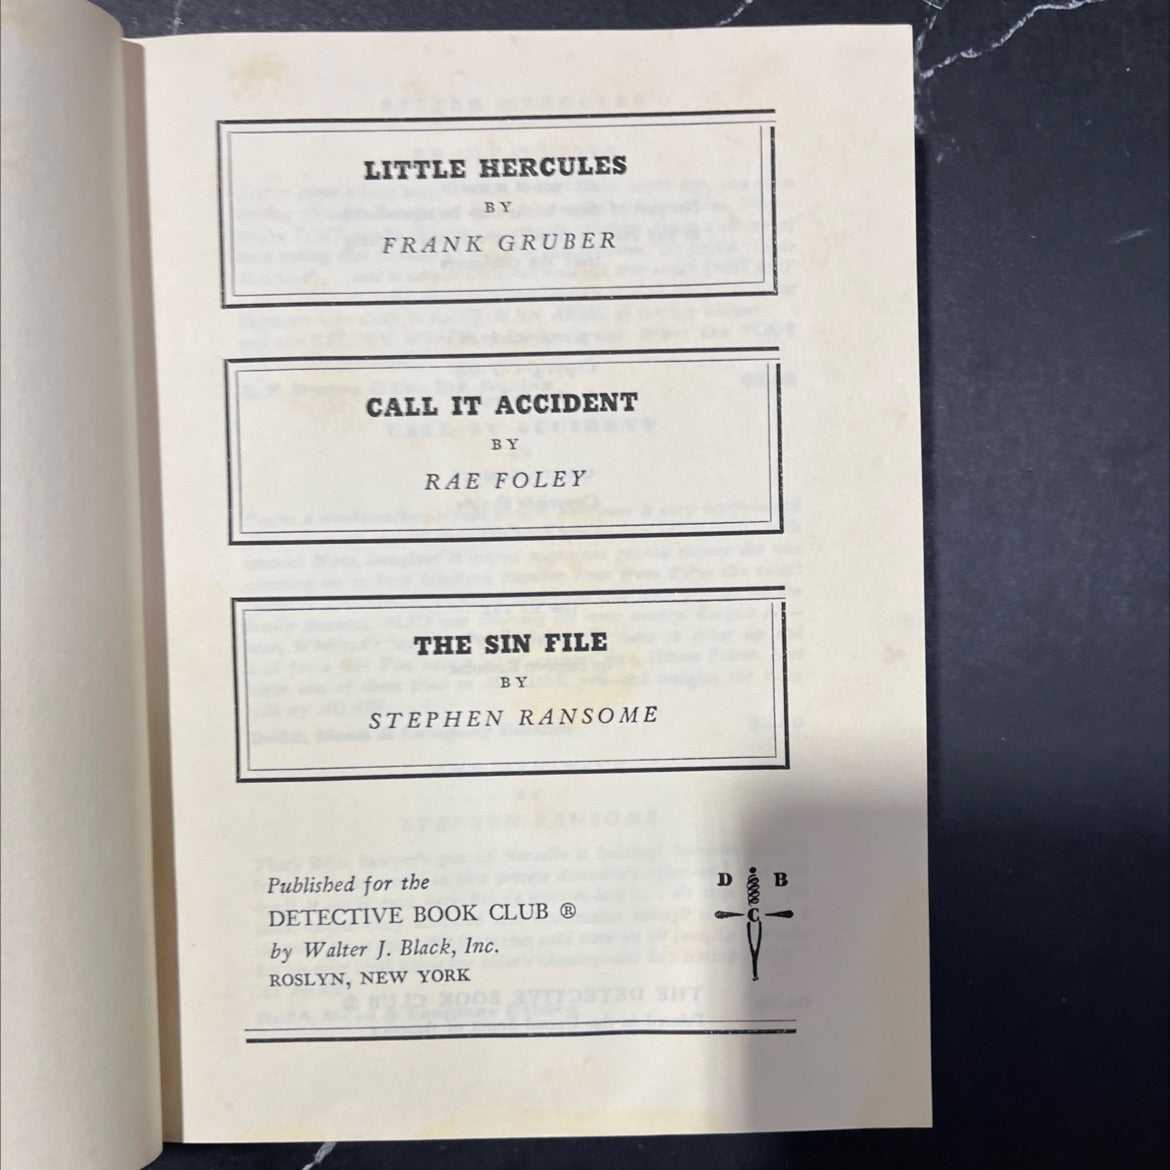 LITTLE HERCULES
BY
FRANK GRUBER
CALL IT ACCIDENT
BY
RAE FOLEY
THE SIN FILE
BY
STEPHEN RANSOME
Published for the
DETECTIVE BOOK CLUB ®
by Walter J. Black, Inc.
ROSLYN, NEW YORK
D B
C